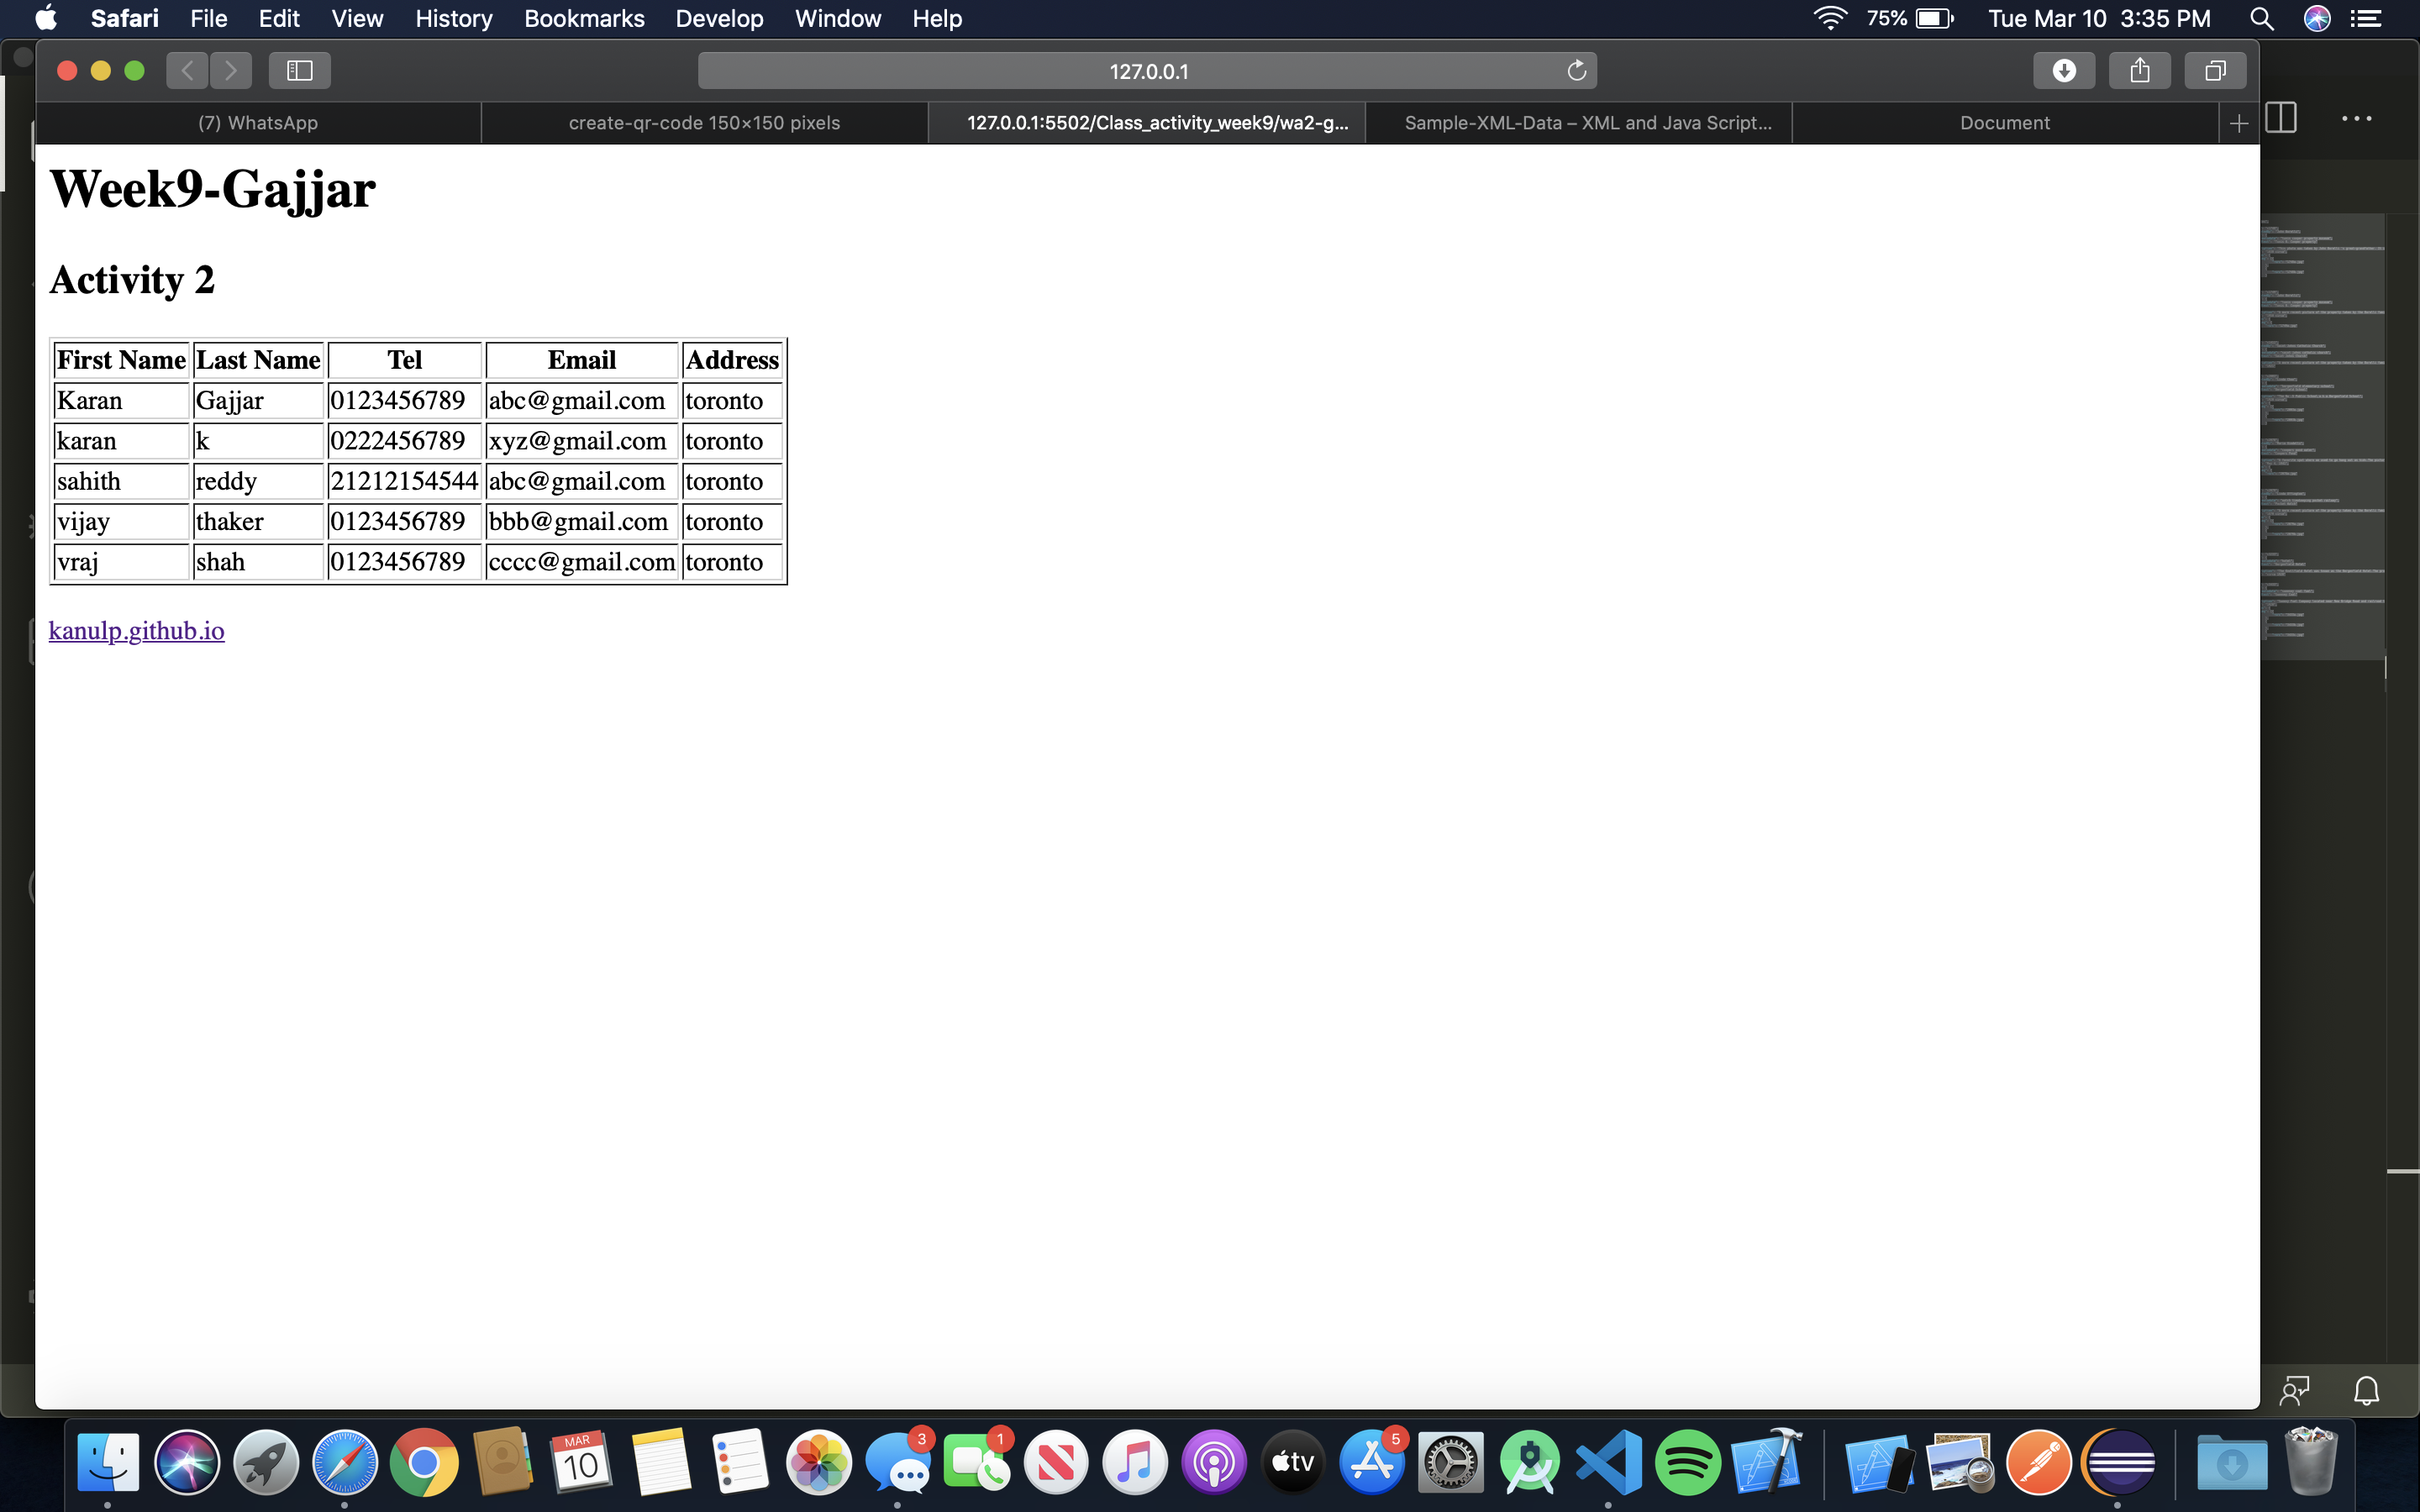 Safari File Edit View History Bookmarks Develop Window Help 75% Tue Mar 10 3:35 PM
127.0.0.1
(7) WhatsApp create-qr-code 150×150 pixels 127.0.0.1:5502/Class_activity_week9/wa2-g... Sample-XML-Data – XML and Java Script... Document
Week9-Gajjar
Activity 2
First Name Last Name Tel Email Address
Karan Gajjar 0123456789 abc@gmail.com toronto
karan k 0222456789 xyz@gmail.com toronto
sahith reddy 21212154544 abc@gmail.com toronto
vijay thaker 0123456789 bbb@gmail.com toronto
vraj shah 0123456789 cccc@gmail.com toronto
kanulp.github.io
MAR 3 1 5
10 tv